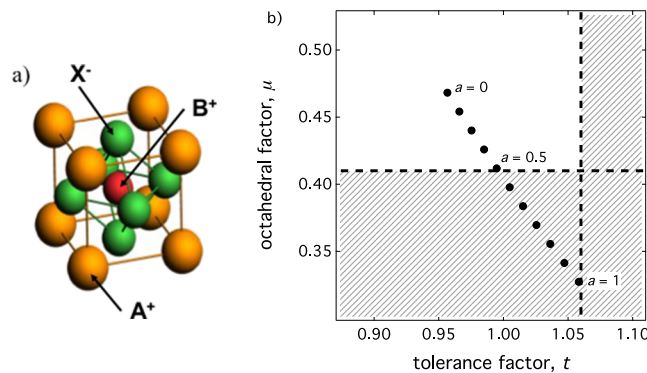 a)
X⁻
B⁺
A⁺
b)
octahedral factor, μ
0.50
0.45
0.40
0.35
a = 0
a = 0.5
a = 1
0.90
0.95
1.00
1.05
1.10
tolerance factor, t